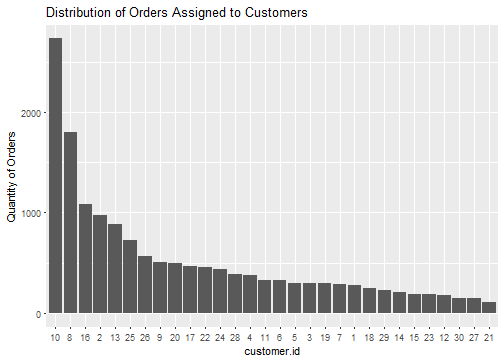 Distribution of Orders Assigned to Customers
Quantity of Orders
2000
1000
0
10 8 16 2 13 25 26 9 20 17 22 24 28 4 11 6 5 3 19 7 1 18 29 14 15 23 12 30 27 21
customer.id